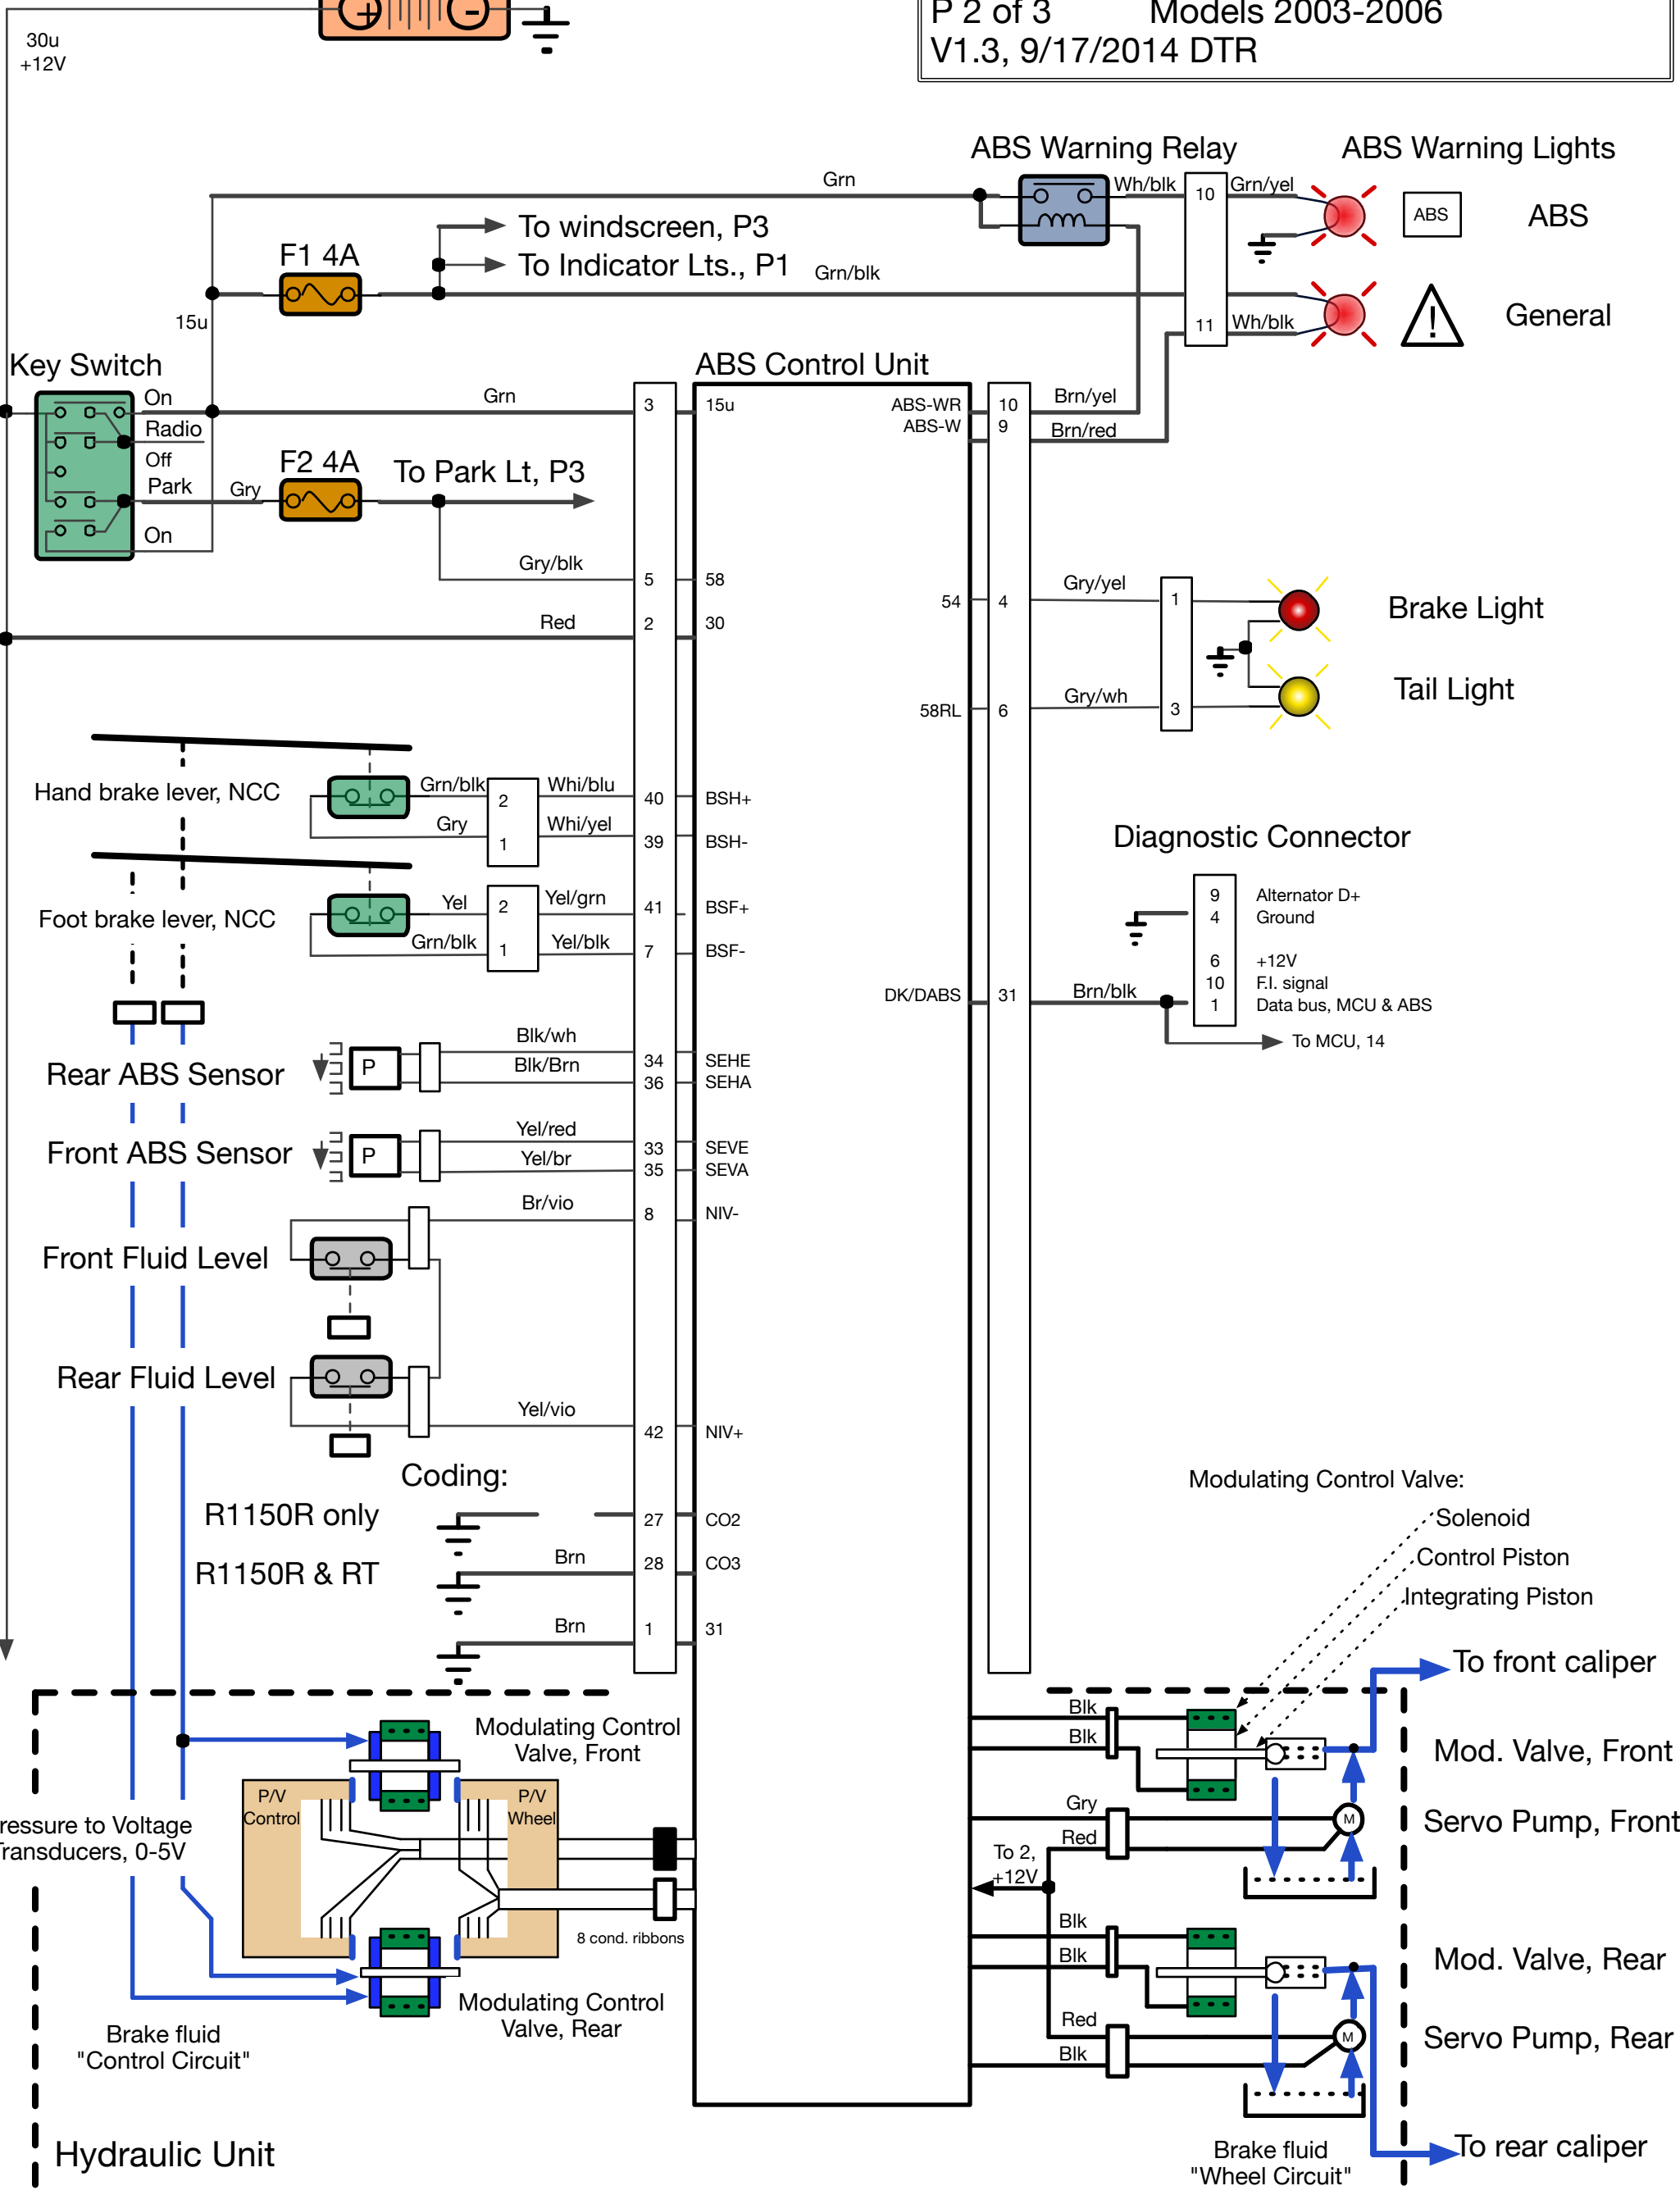 P 2 of 3 Models 2003-2006
V1.3, 9/17/2014 DTR
+ -
30u
+12V
ABS Warning Relay
ABS Warning Lights
Grn
Wh/blk
10
Grn/yel
ABS
ABS
To windscreen, P3
To Indicator Lts., P1
F1 4A
Grn/blk
15u
11
Wh/blk
!
General
Key Switch
ABS Control Unit
On
Grn
3
15u
ABS-WR
10
Brn/yel
ABS-W
9
Brn/red
Radio
Off
Park
Gry
F2 4A
To Park Lt, P3
On
Gry/blk
5
58
54
4
Gry/yel
1
Brake Light
Red
2
30
58RL
6
Gry/wh
3
Tail Light
Hand brake lever, NCC
Grn/blk
2
Whi/blu
40
BSH+
Gry
1
Whi/yel
39
BSH-
Diagnostic Connector
Foot brake lever, NCC
Yel
2
Yel/grn
41
BSF+
Grn/blk
1
Yel/blk
7
BSF-
9 Alternator D+
4 Ground
6 +12V
10 F.I. signal
1 Data bus, MCU & ABS
DK/DABS
31
Brn/blk
To MCU, 14
Rear ABS Sensor
P
Blk/wh
34
SEHE
Blk/Brn
36
SEHA
Front ABS Sensor
P
Yel/red
33
SEVE
Yel/br
35
SEVA
Br/vio
8
NIV-
Front Fluid Level
Rear Fluid Level
Yel/vio
42
NIV+
Coding:
R1150R only
27
CO2
R1150R & RT
Brn
28
CO3
Brn
1
31
Modulating Control Valve:
Solenoid
Control Piston
Integrating Piston
To front caliper
Modulating Control
Valve, Front
P/V
Control
P/V
Wheel
ressure to Voltage
ransducers, 0-5V
8 cond. ribbons
Modulating Control
Valve, Rear
Brake fluid
"Control Circuit"
Hydraulic Unit
Blk
Blk
Mod. Valve, Front
Gry
M
Servo Pump, Front
Red
To 2,
+12V
Blk
Blk
Mod. Valve, Rear
Red
M
Servo Pump, Rear
Blk
Brake fluid
"Wheel Circuit"
To rear caliper